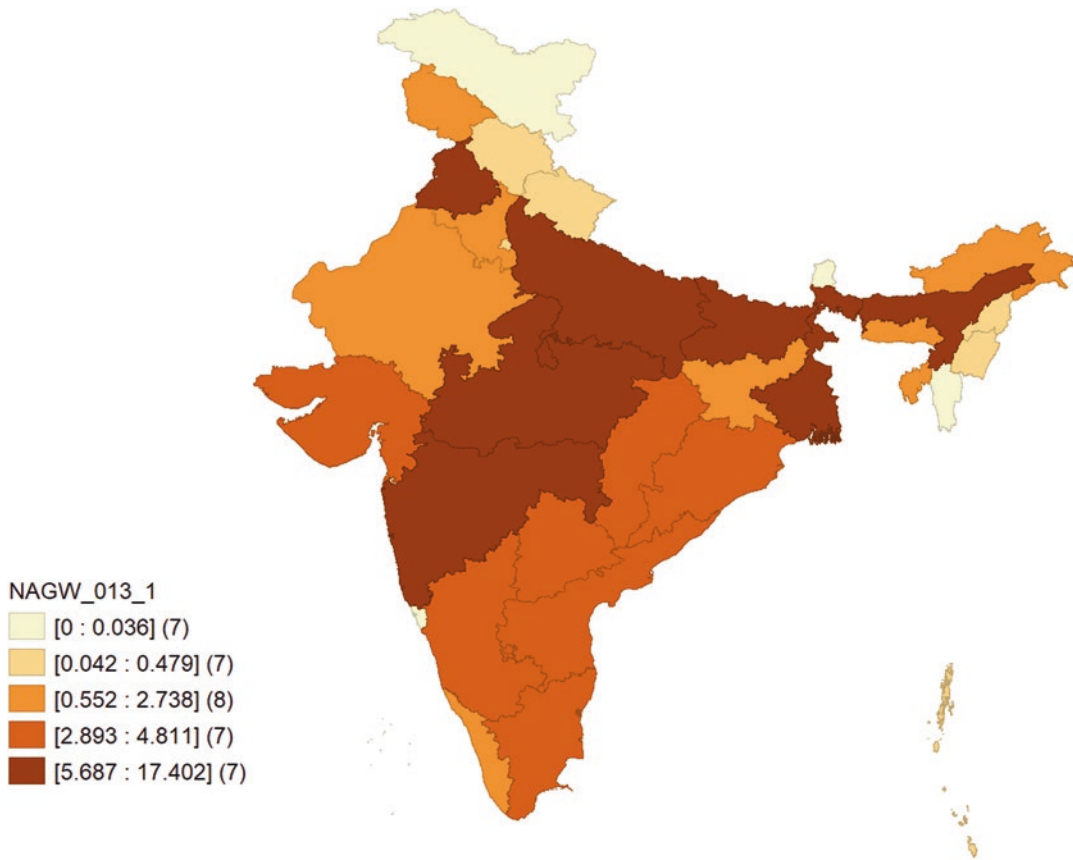 NAGW_013_1
[0 : 0.036] (7)
[0.042 : 0.479] (7)
[0.552 : 2.738] (8)
[2.893 : 4.811] (7)
[5.687 : 17.402] (7)